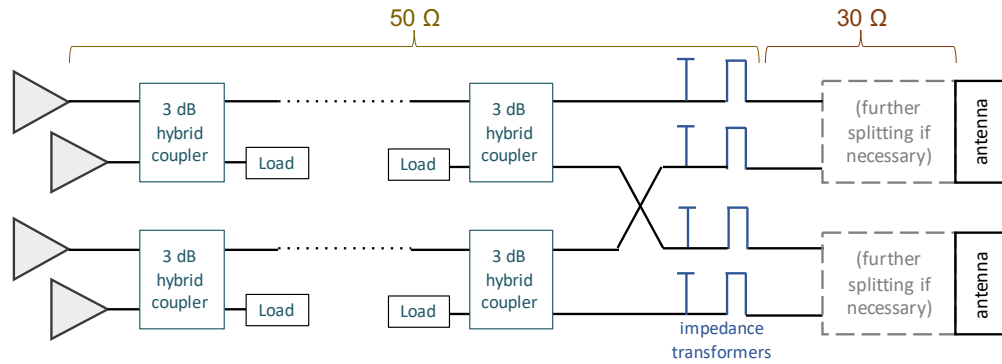 50 Ω
30 Ω
3 dB
hybrid
coupler
Load
Load
3 dB
hybrid
coupler
(further
splitting if
necessary)
antenna
3 dB
hybrid
coupler
Load
Load
3 dB
hybrid
coupler
(further
splitting if
necessary)
antenna
impedance
transformers